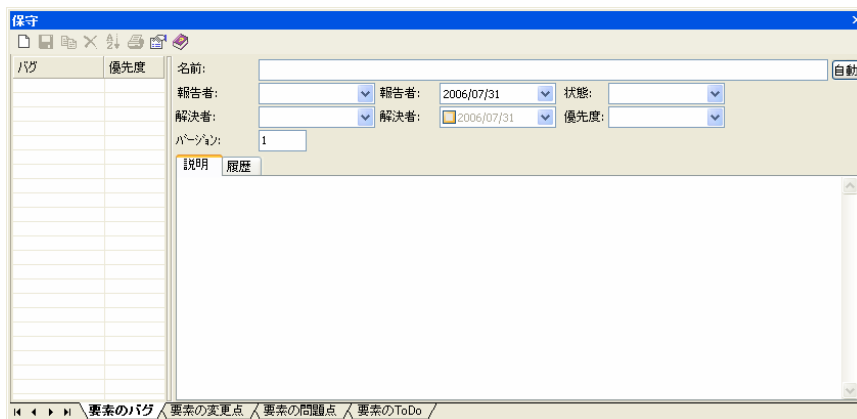 保守
バグ 優先度
名前: 自動
報告者: 報告者: 2006/07/31 状態:
解決者: 解決者: 2006/07/31 優先度:
バージョン: 1
説明 履歴
要素のバグ 要素の変更点 要素の問題点 要素のToDo